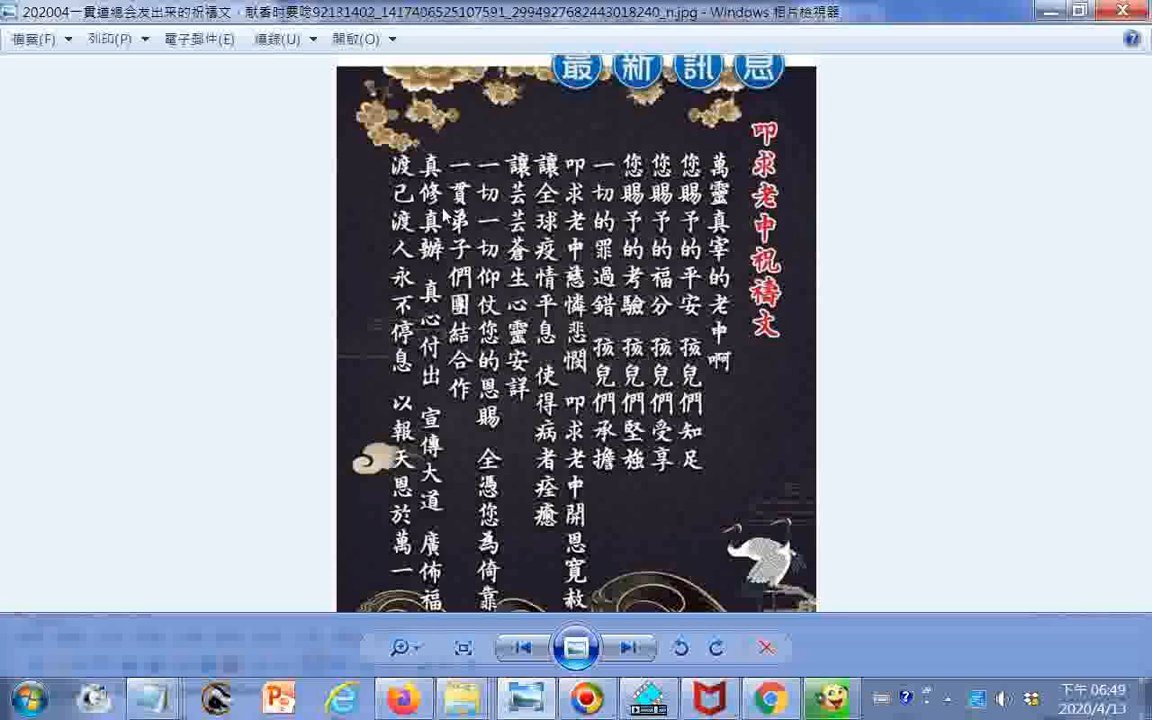 202004一貫道總会友出來的祝禱文﹐献香时要唸92131402_1417406525107591_2994927682443018240_n.jpg - Windows 相片檢視器
檔案(F) 列印(P) 電子郵件(E) 燒錄(U) 開啟(O)
最新訊息
叩求老中祝禱文
萬靈真宰的老中啊
您賜予的平安 孩兒們知足
您賜予的福分 孩兒們受享
您賜予的考驗 孩兒們堅強
一切的罪過錯 孩兒們承擔
叩求老中慈憐悲憫 叩求老中開恩寬赦
讓全球疫情平息 使得病者痊癒
讓芸芸蒼生心靈安詳
一切一切仰仗您的恩賜 全憑您為倚靠
一貫弟子們團結合作
真修真辦 真心付出 宣傳大道 廣佈福
渡己渡人永不停息 以報天恩於萬一
下午 06:49
2020/4/13